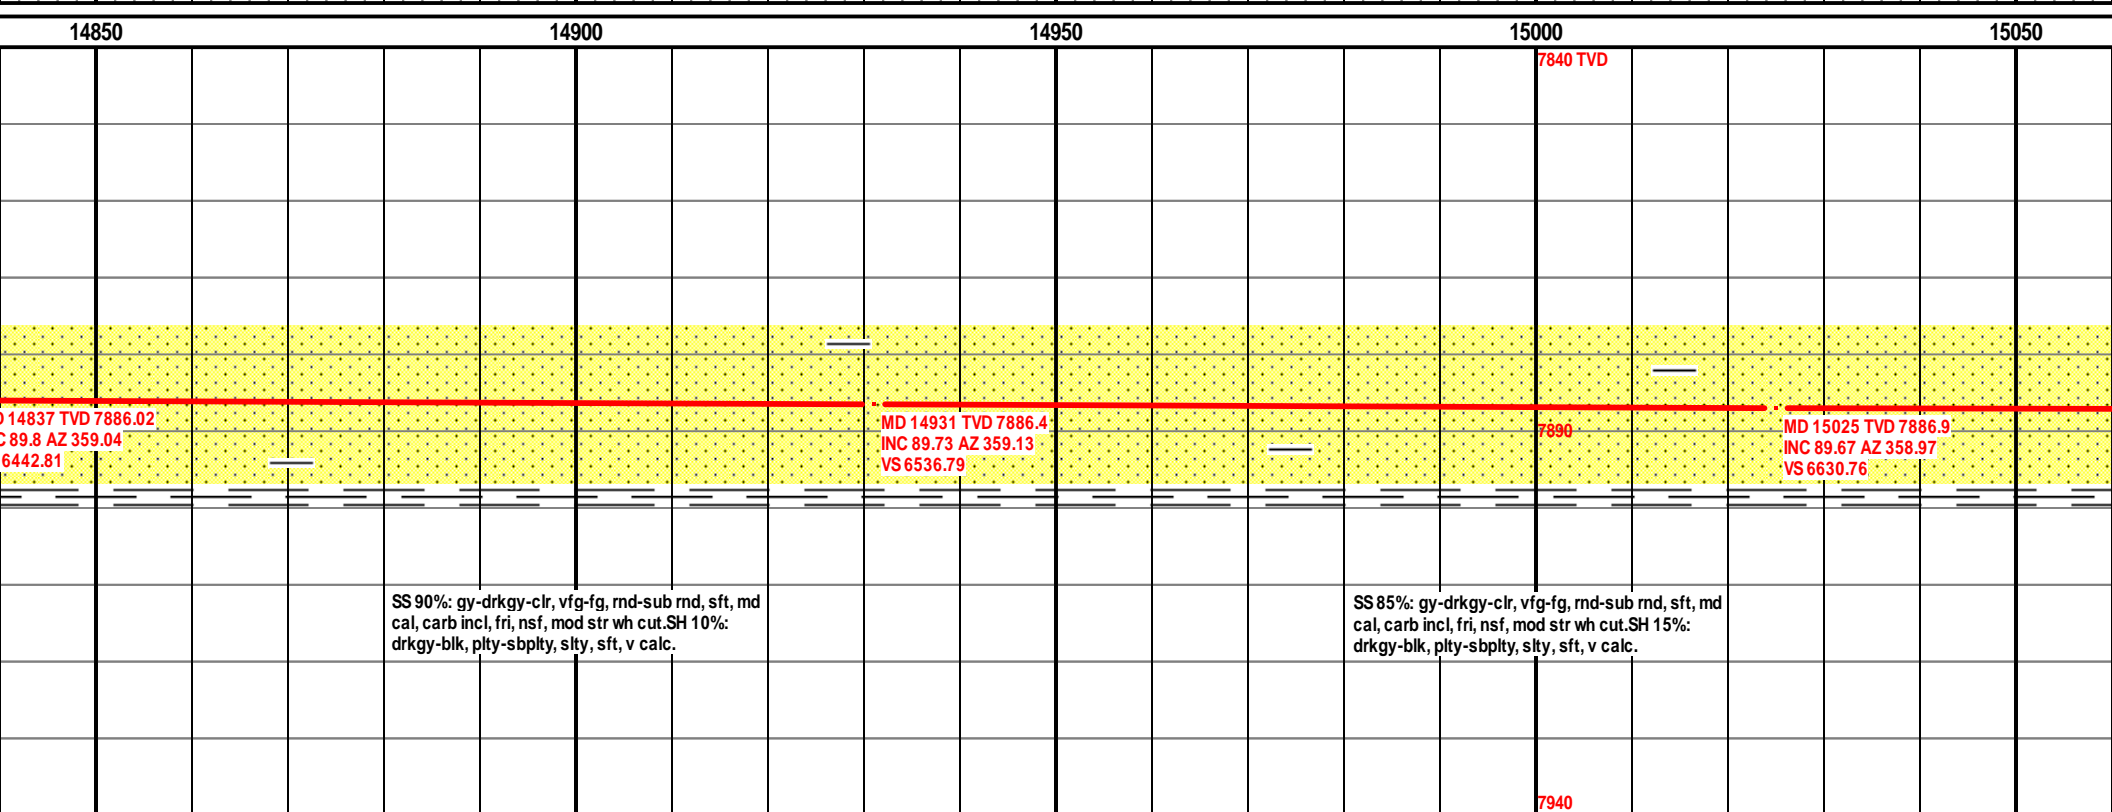 14850 14900 14950 15000 15050
7840 TVD
14837 TVD 7886.02
89.8 AZ 359.04
6442.81
MD 14931 TVD 7886.4
INC 89.73 AZ 359.13
VS 6536.79
7890
MD 15025 TVD 7886.9
INC 89.67 AZ 358.97
VS 6630.76
SS 90%: gy-drkgy-clr, vfg-fg, rnd-sub rnd, sft, md
cal, carb incl, fri, nsf, mod str wh cut.SH 10%:
drkgy-blk, plty-sbplty, slty, sft, v calc.
SS 85%: gy-drkgy-clr, vfg-fg, rnd-sub rnd, sft, md
cal, carb incl, fri, nsf, mod str wh cut.SH 15%:
drkgy-blk, plty-sbplty, slty, sft, v calc.
7940